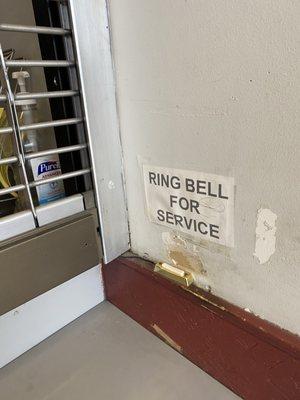 Purell
RING BELL
FOR
SERVICE